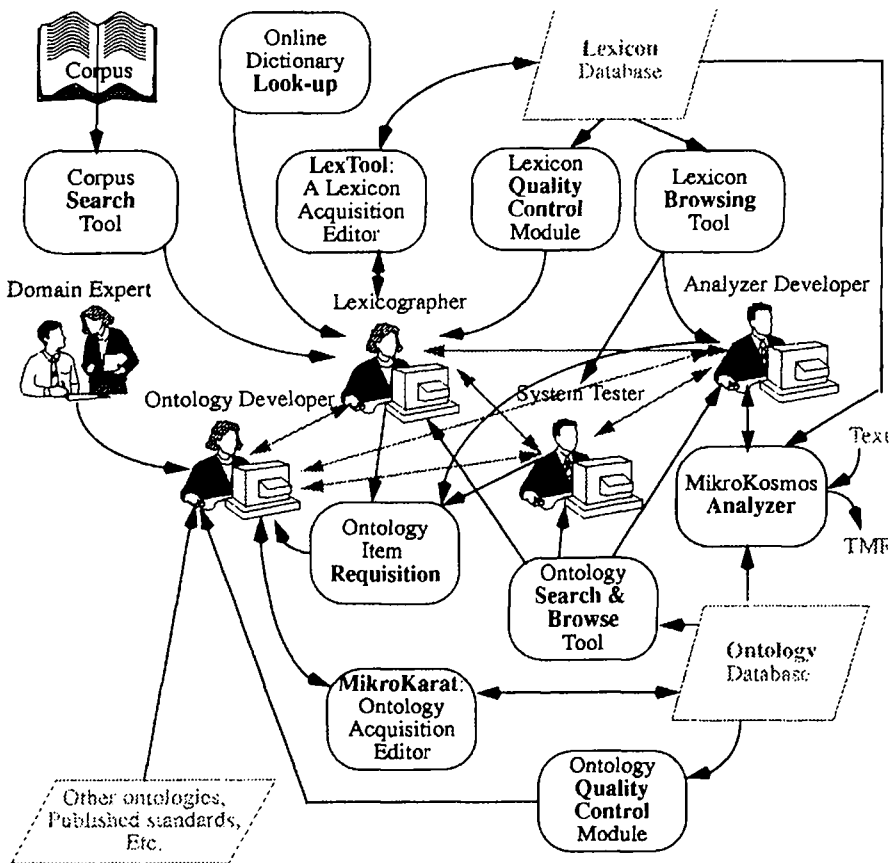 Corpus
Online
Dictionary
Look-up
Lexicon
Database
Corpus
Search
Tool
LexTool:
A Lexicon
Acquisition
Editor
Lexicon
Quality
Control
Module
Lexicon
Browsing
Tool
Domain Expert
Lexicographer
Analyzer Developer
Ontology Developer
System Tester
Text
MikroKosmos
Analyzer
TMR
Ontology
Item
Requisition
Ontology
Search &
Browse
Tool
Ontology
Database
MikroKarat:
Ontology
Acquisition
Editor
Other ontologies,
Published standards,
Etc.
Ontology
Quality
Control
Module